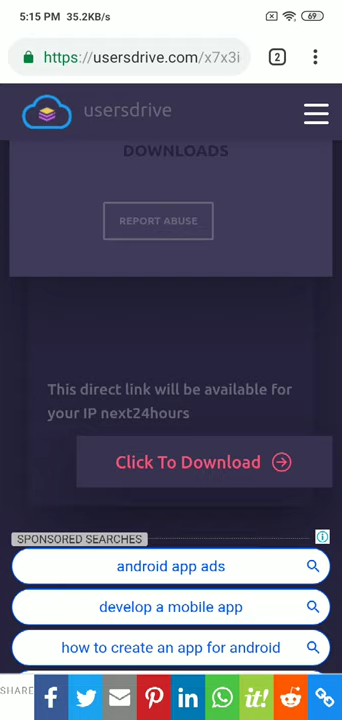 5:15 PM 35.2KB/s
69
https://usersdrive.com/x7x3i
2
usersdrive
DOWNLOADS
REPORT ABUSE
This direct link will be available for
your IP next24hours
Click To Download
SPONSORED SEARCHES
android app ads
develop a mobile app
how to create an app for android
SHARE
it!